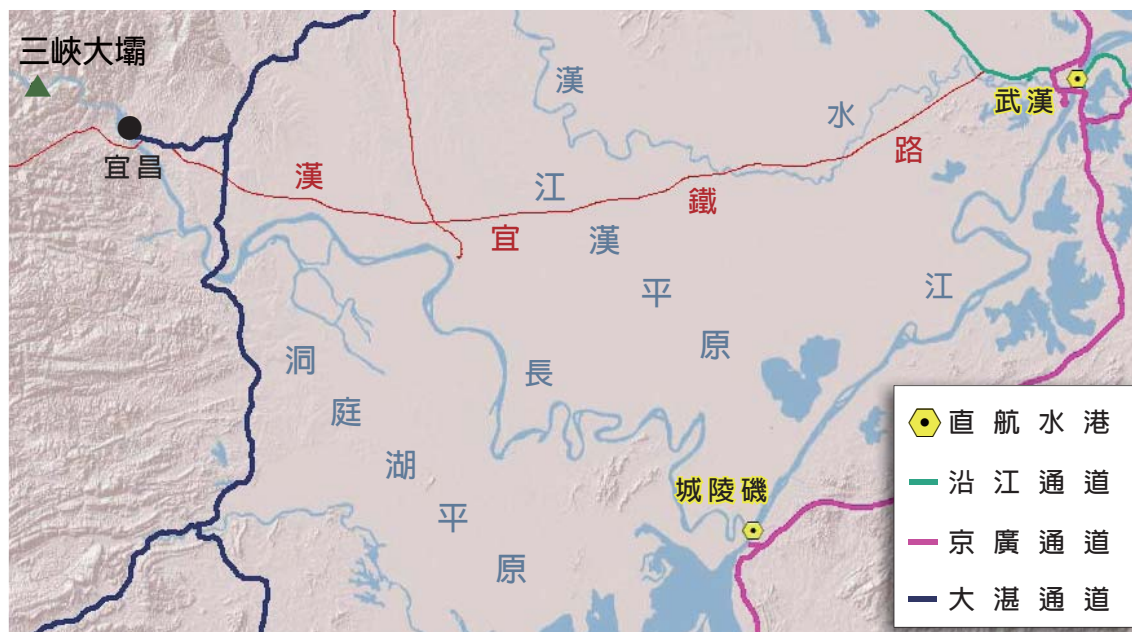 三峽大壩
宜昌
武漢
漢水
漢宜鐵路
江漢平原
長江
洞庭湖平原
城陵磯
直航水港
沿江通道
京廣通道
大湛通道